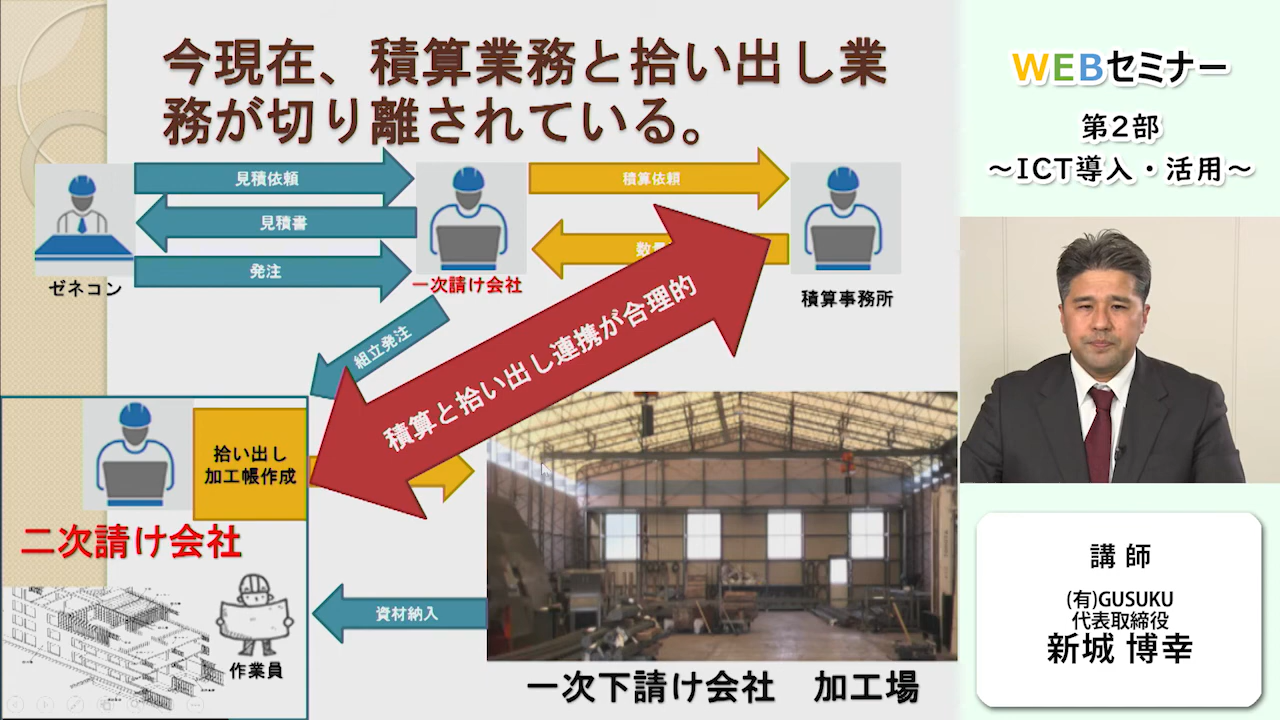 今現在、積算業務と拾い出し業
務が切り離されている。
見積依頼
見積書
発注
ゼネコン
一次請け会社
積算依頼
積算事務所
組立発注
積算と拾い出し連携が合理的
拾い出し
加工帳作成
二次請け会社
作業員
資材納入
一次下請け会社 加工場
WEBセミナー
第2部
～ICT導入・活用～
講師
(有)GUSUKU
代表取締役
新城 博幸